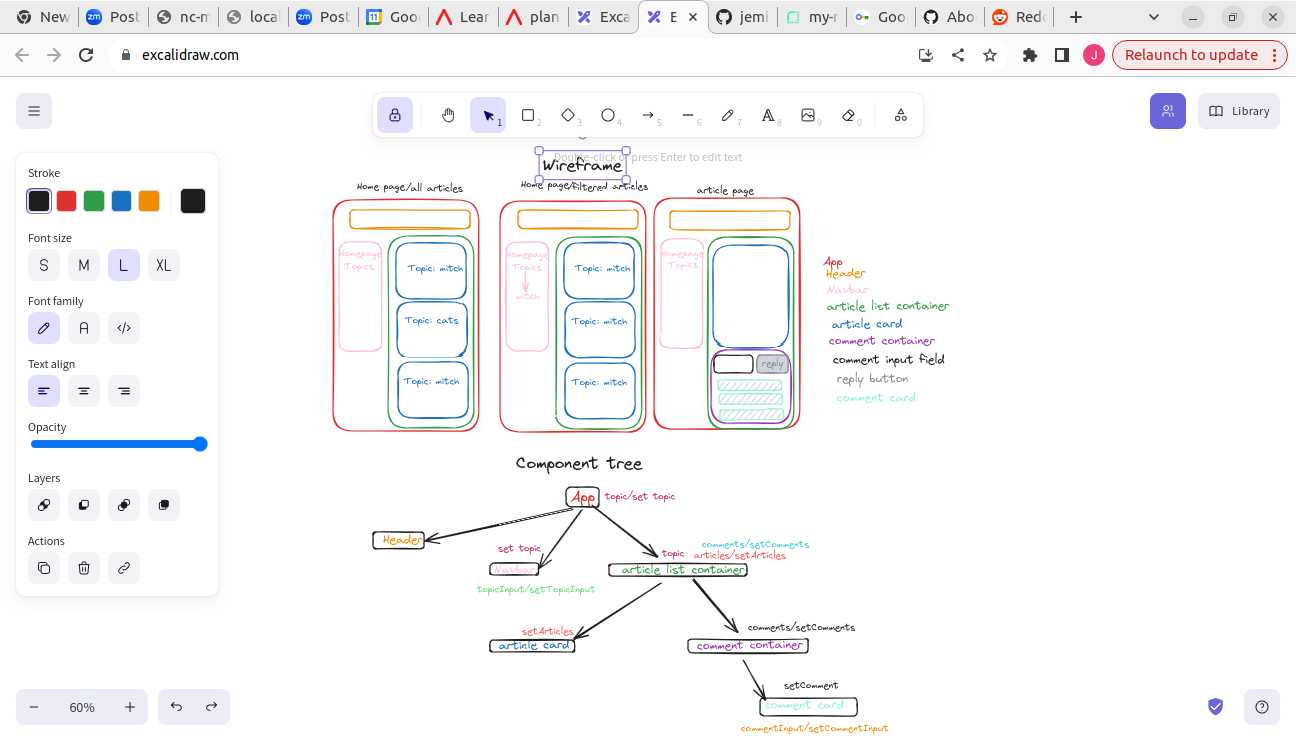 New
Post
nc-m
local
Post
Goo
Lear
plan
Exca
E
jemi
my-r
Goo
Abo
Redd
excalidraw.com
J
Relaunch to update
1
2
3
4
5
6
7
8
9
0
Library
Double-click or press Enter to edit text
Wireframe
Stroke
Font size
S M L XL
Font family
Text align
Opacity
Layers
Actions
Home page/all articles
Home page/filtered articles
article page
Homepage
Topics
Topic: mitch
Topic: cats
Topic: mitch
Homepage
Topics
mitch
Topic: mitch
Topic: mitch
Topic: mitch
Homepage
Topics
reply
App
Header
Navbar
article list container
article card
comment container
comment input field
reply button
comment card
Component tree
App
topic/set topic
Header
set topic
Navbar
topicInput/setTopicInput
comments/setComments
topic
articles/setArticles
article list container
setArticles
article card
comments/setComments
comment container
setComment
comment card
commentInput/setCommentInput
60%